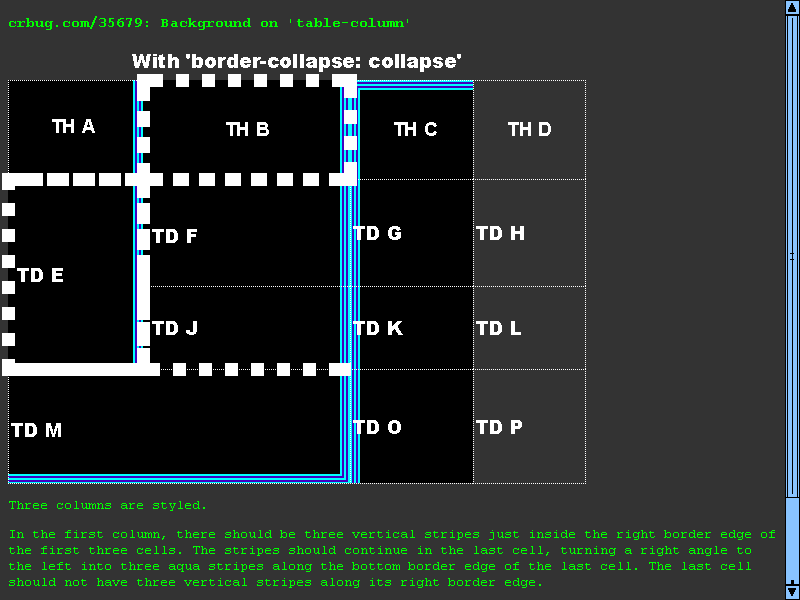 crbug.com/35679: Background on 'table-column'
With 'border-collapse: collapse'
TH A TH B TH C TH D
TD F TD G TD H
TD E
TD J TD K TD L
TD M TD O TD P
Three columns are styled.
In the first column, there should be three vertical stripes just inside the right border edge of
the first three cells. The stripes should continue in the last cell, turning a right angle to
the left into three aqua stripes along the bottom border edge of the last cell. The last cell
should not have three vertical stripes along its right border edge.